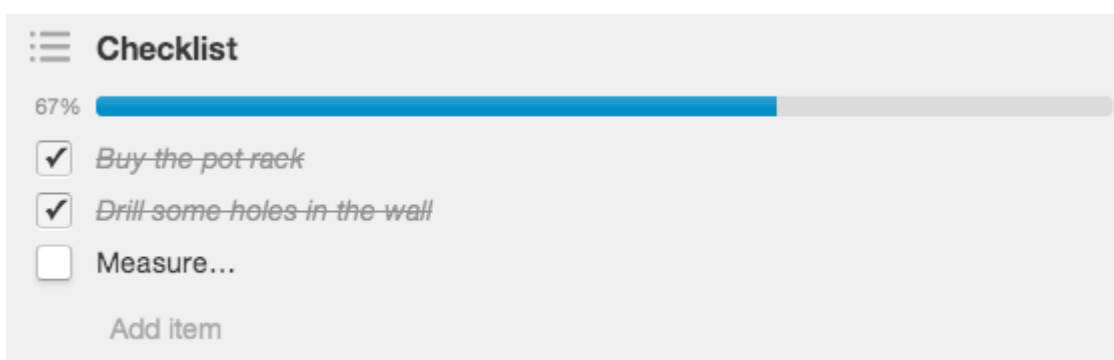 Checklist
67%
Buy the pot rack
Drill some holes in the wall
Measure...
Add item